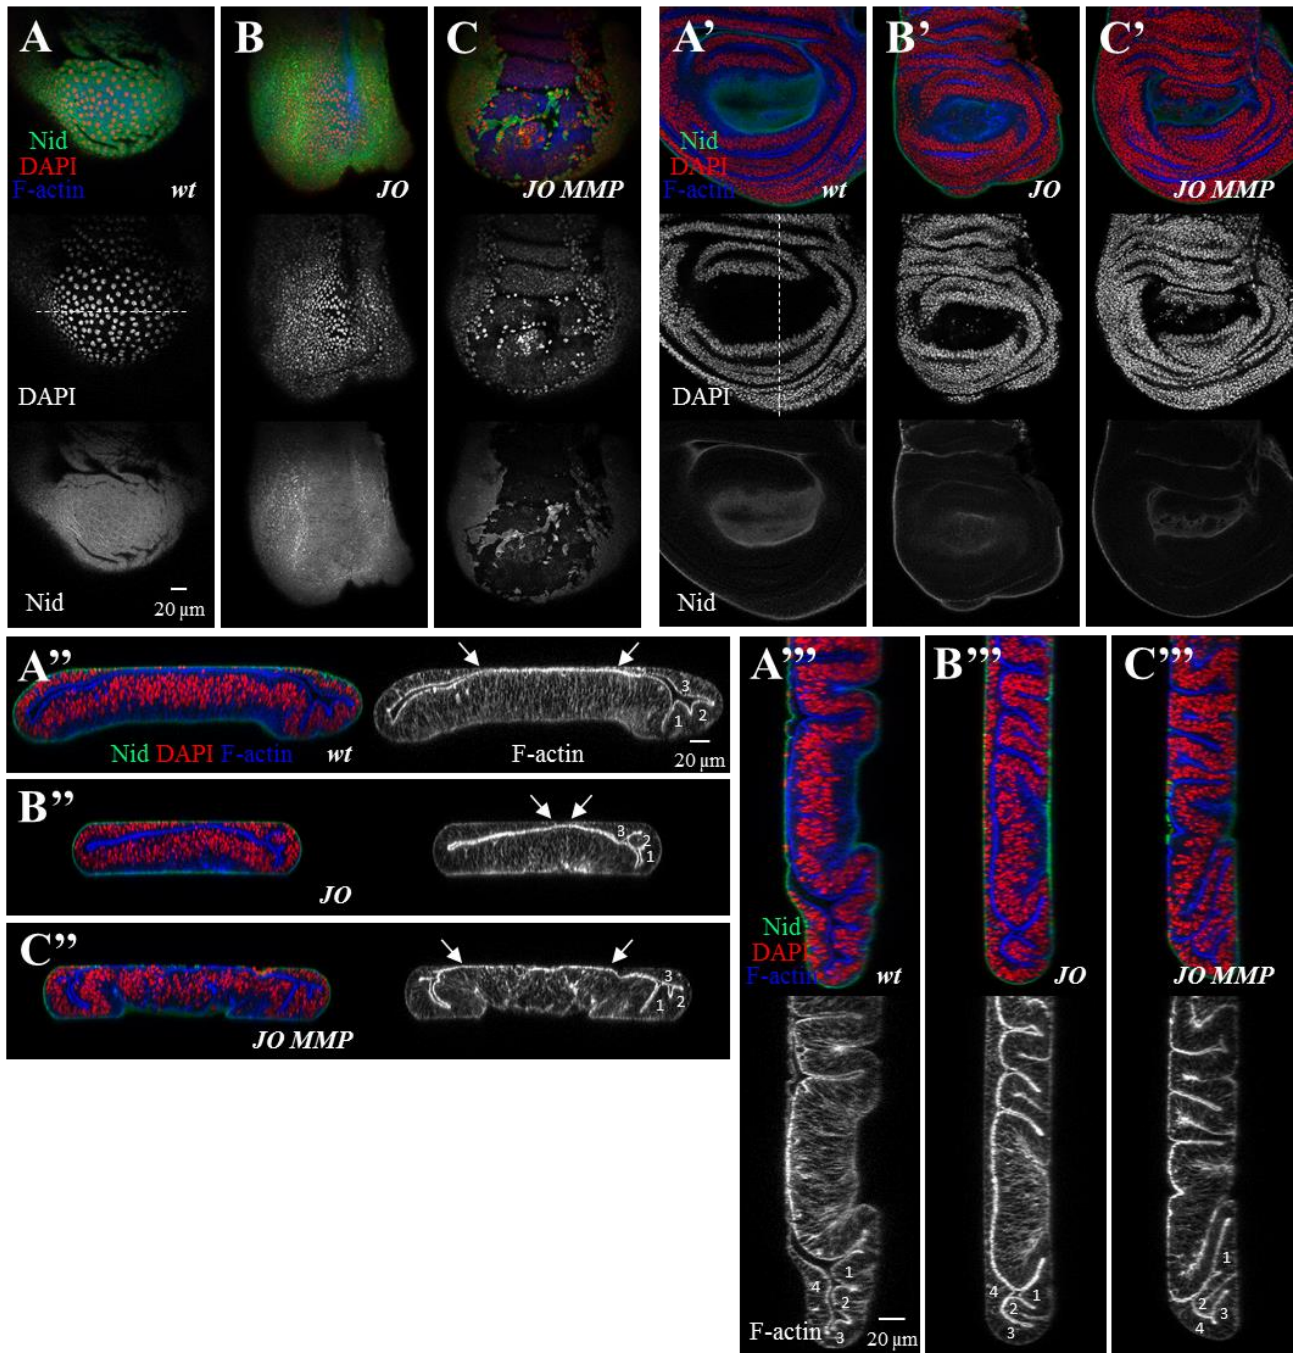 A
Nid
DAPI
F-actin
wt
B
JO
C
JO MMP
DAPI
Nid
20 µm
A’
Nid
DAPI
F-actin
wt
B’
JO
C’
JO MMP
DAPI
Nid
A’’
Nid DAPI F-actin wt
F-actin
3
1
2
20 µm
B’’
JO
3
2
1
C’’
JO MMP
3
1
2
A’’’
Nid
DAPI
F-actin
wt
B’’’
JO
C’’’
JO MMP
F-actin
4
1
2
3
20 µm
4
1
2
3
1
2
3
4